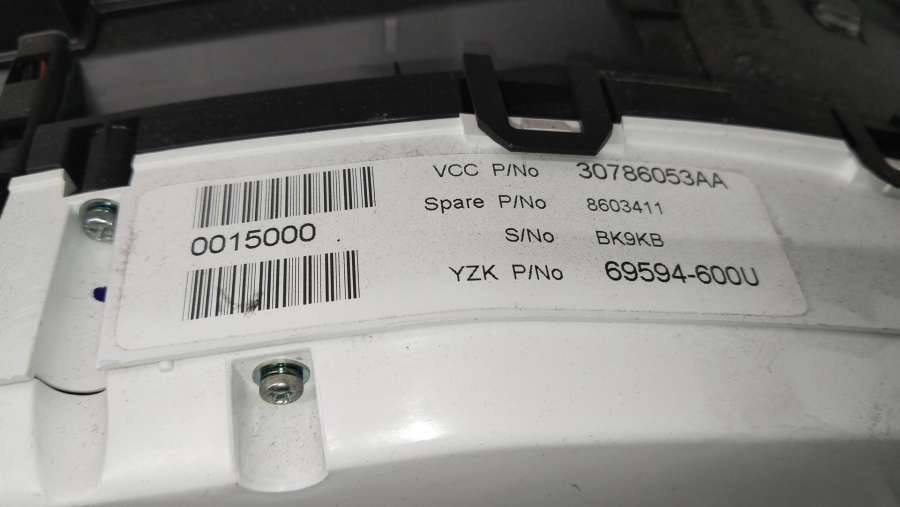 VCC P/No 30786053AA
Spare P/No 8603411
S/No BK9KB
YZK P/No 69594-600U
0015000